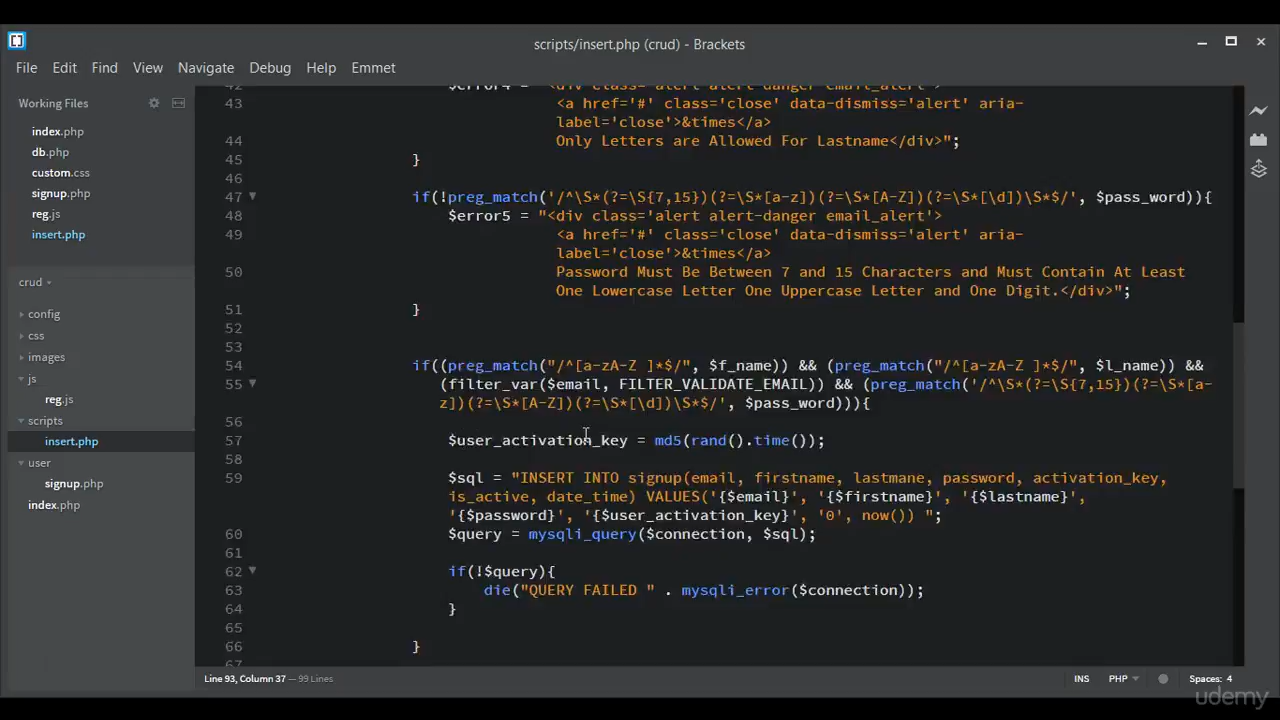 scripts/insert.php (crud) - Brackets
File Edit Find View Navigate Debug Help Emmet
Working Files
index.php
db.php
custom.css
signup.php
reg.js
insert.php
crud
config
css
images
js
reg.js
scripts
insert.php
user
signup.php
index.php
42 $error4 = "<div class='alert alert-danger email_alert'>
43 <a href='#' class='close' data-dismiss='alert' aria-
label='close'>&times</a>
44 Only Letters are Allowed For Lastname</div>";
45 }
46
47 if(!preg_match('/^\S*(?=\S{7,15})(?=\S*[a-z])(?=\S*[A-Z])(?=\S*[\d])\S*$/', $pass_word)){
48 $error5 = "<div class='alert alert-danger email_alert'>
49 <a href='#' class='close' data-dismiss='alert' aria-
label='close'>&times</a>
50 Password Must Be Between 7 and 15 Characters and Must Contain At Least
One Lowercase Letter One Uppercase Letter and One Digit.</div>";
51 }
52
53
54 if((preg_match("/^[a-zA-Z ]*$/", $f_name)) && (preg_match("/^[a-zA-Z ]*$/", $l_name)) &&
55 (filter_var($email, FILTER_VALIDATE_EMAIL)) && (preg_match('/^\S*(?=\S{7,15})(?=\S*[a-
z])(?=\S*[A-Z])(?=\S*[\d])\S*$/', $pass_word))){
56
57 $user_activation_key = md5(rand().time());
58
59 $sql = "INSERT INTO signup(email, firstname, lastmane, password, activation_key,
is_active, date_time) VALUES('{$email}', '{$firstname}', '{$lastname}',
'{$password}', '{$user_activation_key}', '0', now()) ";
60 $query = mysqli_query($connection, $sql);
61
62 if(!$query){
63 die("QUERY FAILED " . mysqli_error($connection));
64 }
65
66 }
67
Line 93, Column 37 — 99 Lines
INS PHP Spaces: 4
udemy